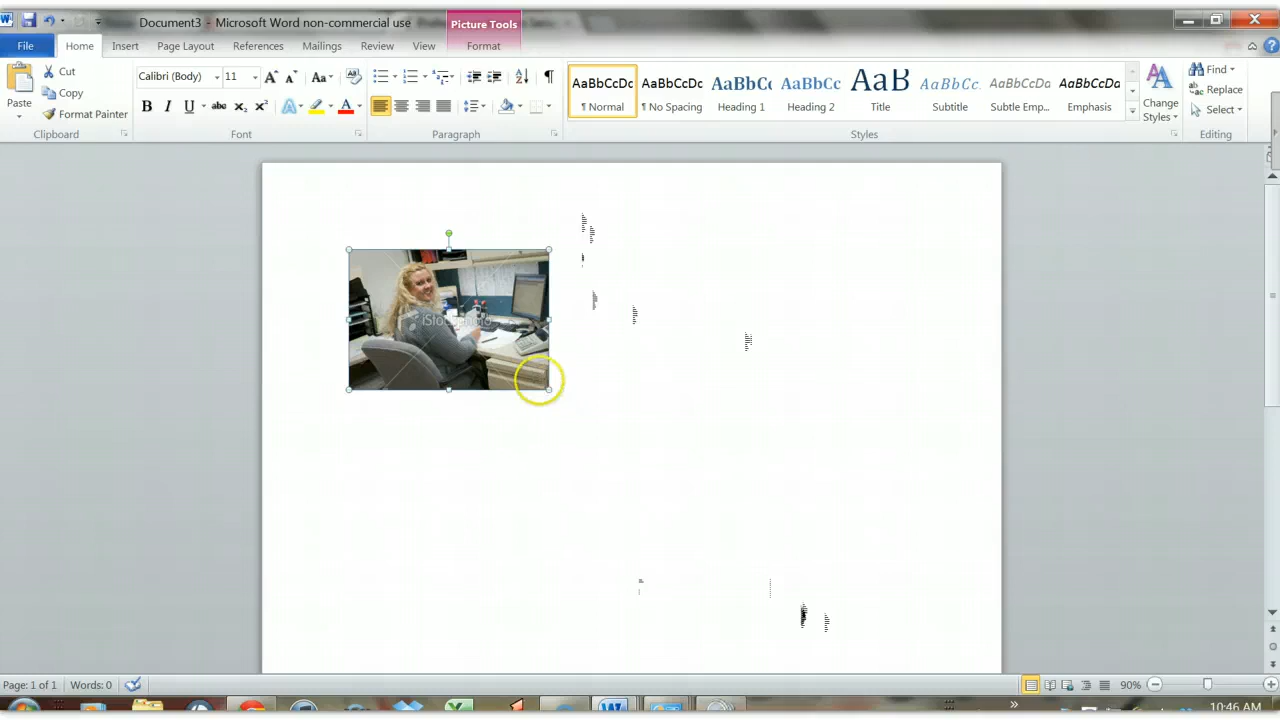 Document3 - Microsoft Word non-commercial use
Picture Tools
File Home Insert Page Layout References Mailings Review View Format
Paste
Cut
Copy
Format Painter
Clipboard
Calibri (Body) 11
Font
Paragraph
AaBbCcDc AaBbCcDc AaBbCc AaBbCc AaB AaBbCc. AaBbCcDa AaBbCcDa
¶ Normal ¶ No Spacing Heading 1 Heading 2 Title Subtitle Subtle Emp... Emphasis
Change
Styles
Styles
Find
Replace
Select
Editing
Page: 1 of 1 Words: 0
90%
10:46 AM